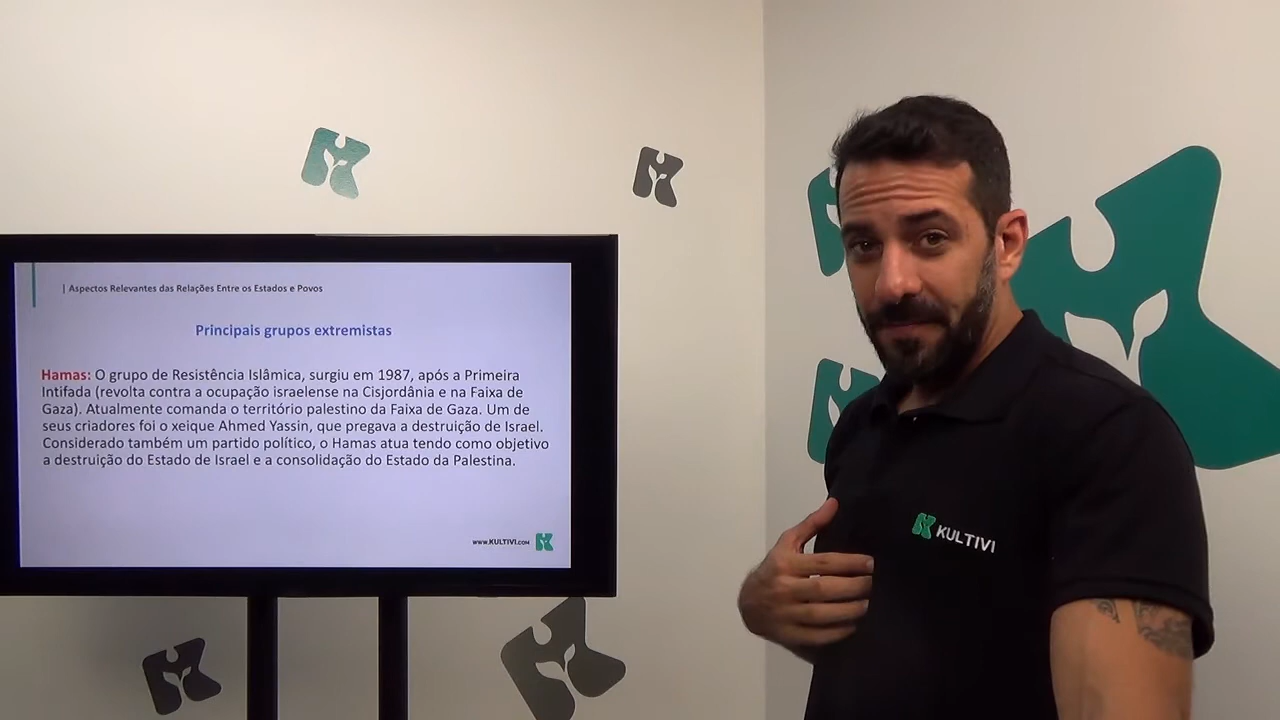 | Aspectos Relevantes das Relações Entre os Estados e Povos
Principais grupos extremistas
Hamas: O grupo de Resistência Islâmica, surgiu em 1987, após a Primeira
Intifada (revolta contra a ocupação israelense na Cisjordânia e na Faixa de
Gaza). Atualmente comanda o território palestino da Faixa de Gaza. Um de
seus criadores foi o xeique Ahmed Yassin, que pregava a destruição de Israel.
Considerado também um partido político, o Hamas atua tendo como objetivo
a destruição do Estado de Israel e a consolidação do Estado da Palestina.
www.KULTIVI.COM
KULTIVI